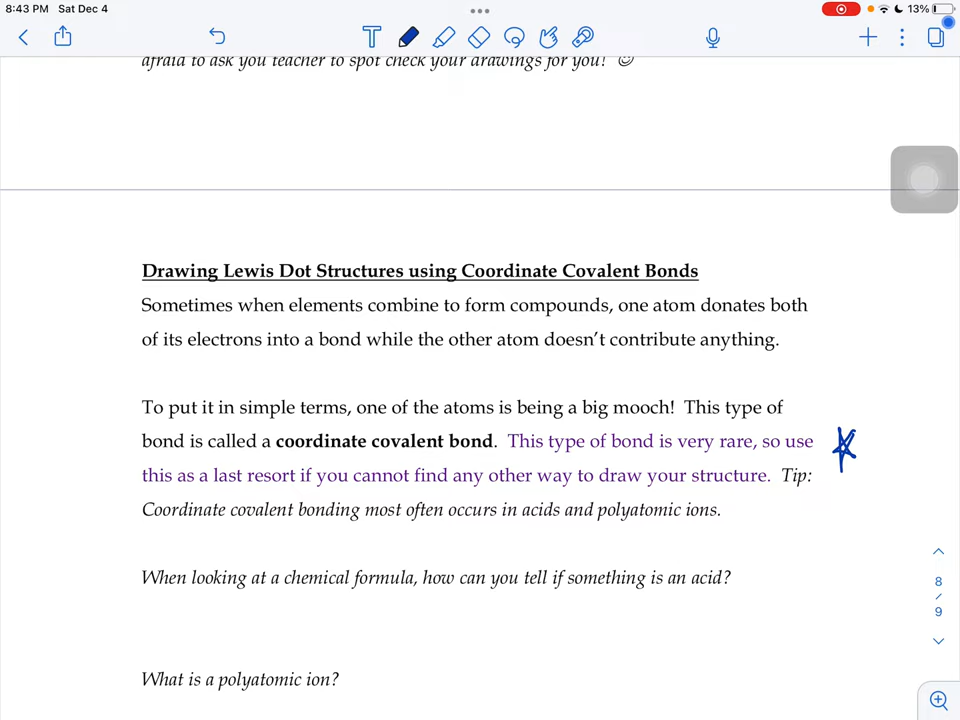 8:43 PM Sat Dec 4
13%
afraid to ask you teacher to spot check your drawings for you! ☺
Drawing Lewis Dot Structures using Coordinate Covalent Bonds
Sometimes when elements combine to form compounds, one atom donates both
of its electrons into a bond while the other atom doesn't contribute anything.
To put it in simple terms, one of the atoms is being a big mooch! This type of
bond is called a coordinate covalent bond. This type of bond is very rare, so use
this as a last resort if you cannot find any other way to draw your structure. Tip:
Coordinate covalent bonding most often occurs in acids and polyatomic ions.
When looking at a chemical formula, how can you tell if something is an acid?
What is a polyatomic ion?
8
/
9